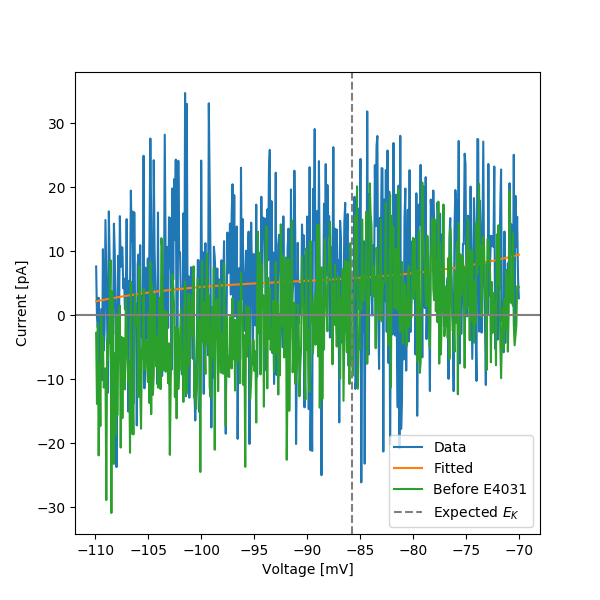 Current [pA]
30
20
10
0
−10
−20
−30
−110
−105
−100
−95
−90
−85
−80
−75
−70
Voltage [mV]
Data
Fitted
Before E4031
Expected $E_K$